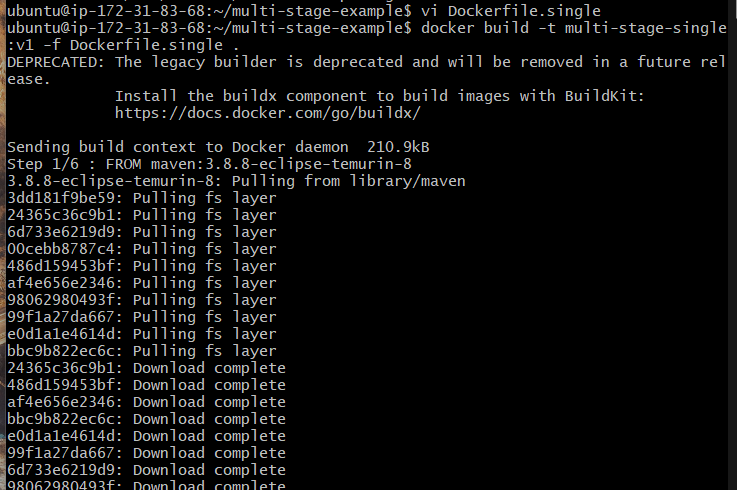 ubuntu@ip-172-31-83-68:~/multi-stage-example$ vi Dockerfile.single
ubuntu@ip-172-31-83-68:~/multi-stage-example$ docker build -t multi-stage-single
:v1 -f Dockerfile.single .
DEPRECATED: The legacy builder is deprecated and will be removed in a future rel
ease.
            Install the buildx component to build images with BuildKit:
            https://docs.docker.com/go/buildx/

Sending build context to Docker daemon  210.9kB
Step 1/6 : FROM maven:3.8.8-eclipse-temurin-8
3.8.8-eclipse-temurin-8: Pulling from library/maven
3dd181f9be59: Pulling fs layer
24365c36c9b1: Pulling fs layer
6d733e6219d9: Pulling fs layer
00cebb8787c4: Pulling fs layer
486d159453bf: Pulling fs layer
af4e656e2346: Pulling fs layer
98062980493f: Pulling fs layer
99f1a27da667: Pulling fs layer
e0d1a1e4614d: Pulling fs layer
bbc9b822ec6c: Pulling fs layer
24365c36c9b1: Download complete
486d159453bf: Download complete
af4e656e2346: Download complete
bbc9b822ec6c: Download complete
e0d1a1e4614d: Download complete
99f1a27da667: Download complete
6d733e6219d9: Download complete
98062980493f: Download complete